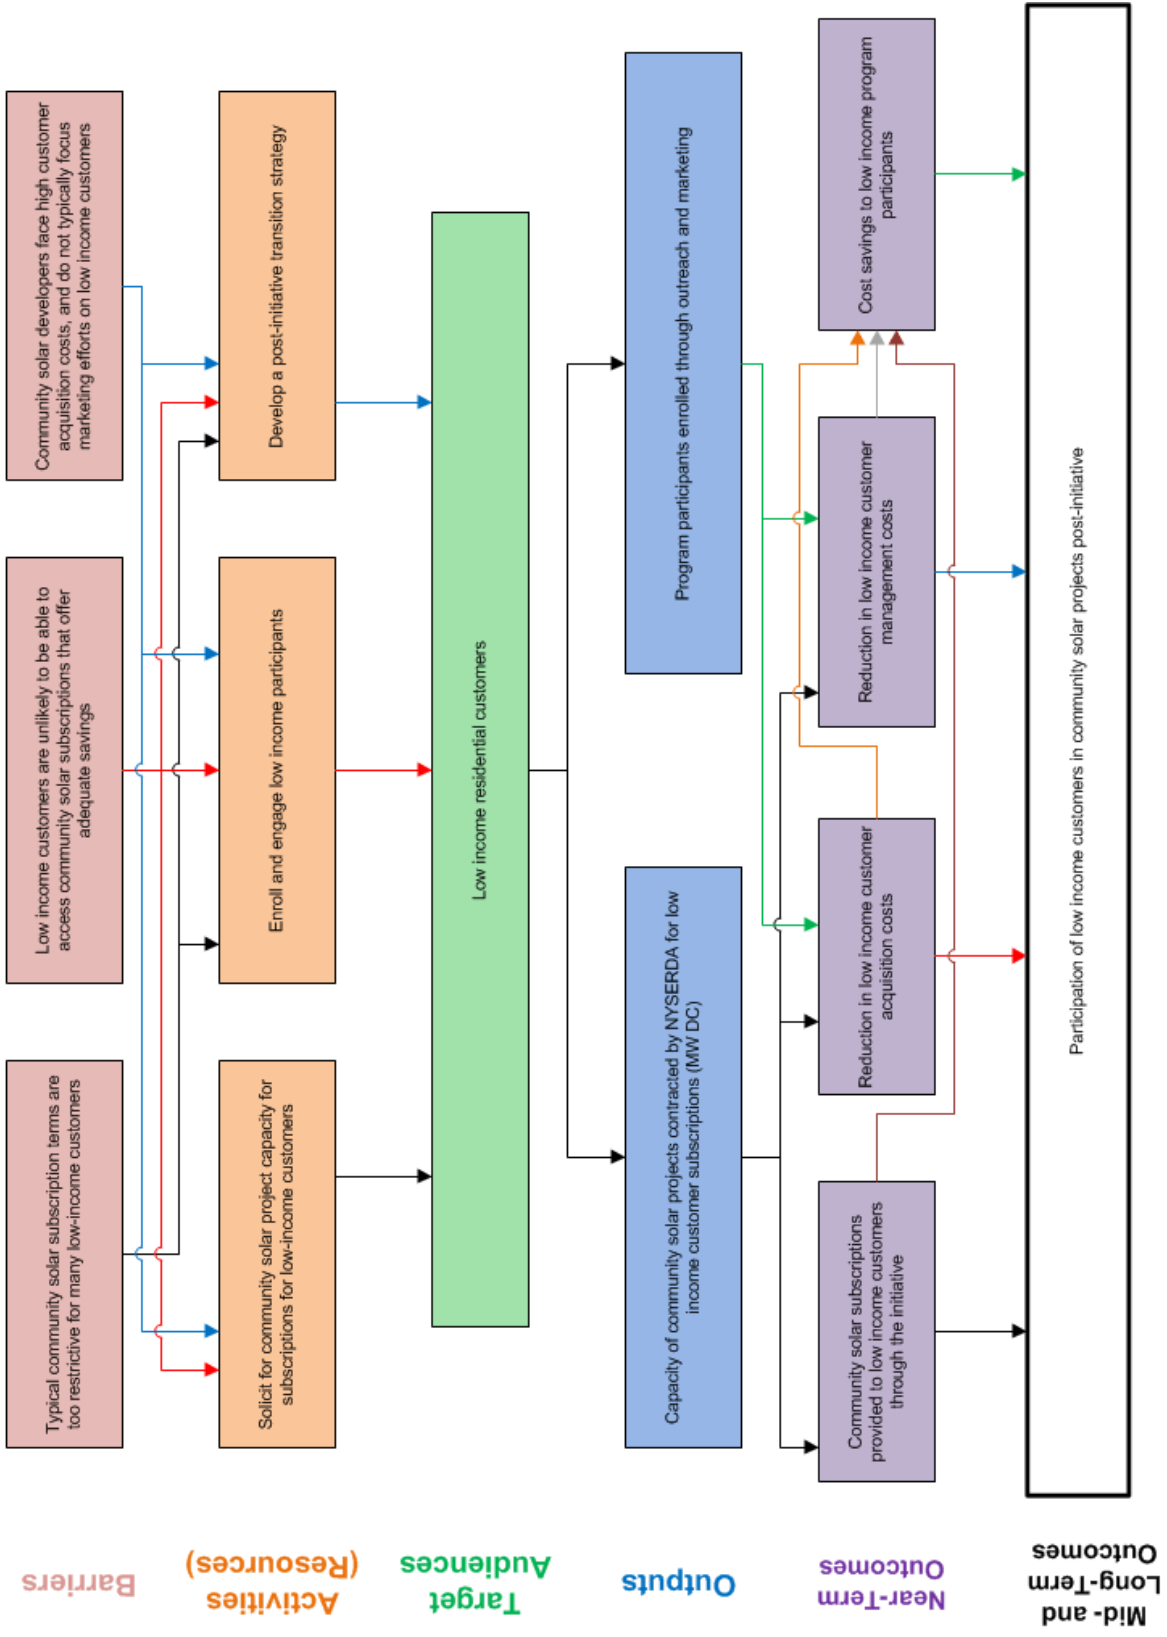 Barriers
Typical community solar subscription terms are
too restrictive for many low-income customers
Low income customers are unlikely to be able to
access community solar subscriptions that offer
adequate savings
Community solar developers face high customer
acquisition costs, and do not typically focus
marketing efforts on low income customers
Activities
(Resources)
Solicit for community solar project capacity for
subscriptions for low-income customers
Enroll and engage low income participants
Develop a post-initiative transition strategy
Target
Audiences
Low income residential customers
Outputs
Capacity of community solar projects contracted by NYSERDA for low
income customer subscriptions (MW DC)
Program participants enrolled through outreach and marketing
Near-Term
Outcomes
Community solar subscriptions
provided to low income customers
through the initiative
Reduction in low income customer
acquisition costs
Reduction in low income customer
management costs
Cost savings to low income program
participants
Mid- and
Long-Term
Outcomes
Participation of low income customers in community solar projects post-initiative